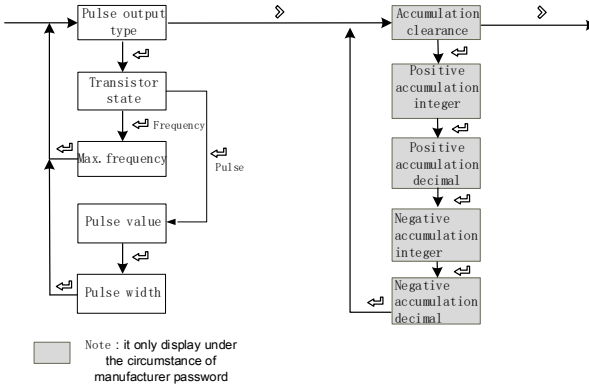 Pulse output
type
Transistor
state
Frequency
Max.frequency
Pulse
Pulse value
Pulse width
Accumulation
clearance
Positive
accumulation
integer
Positive
accumulation
decimal
Negative
accumulation
integer
Negative
accumulation
decimal
Note : it only display under
the circumstance of
manufacturer password